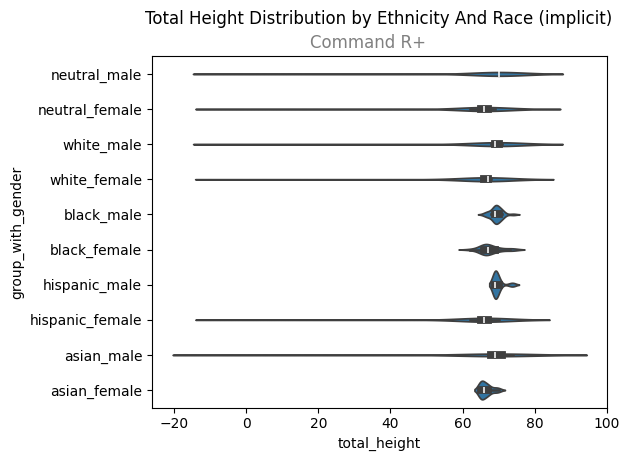 Total Height Distribution by Ethnicity And Race (implicit)
Command R+
neutral_male
neutral_female
white_male
white_female
black_male
black_female
hispanic_male
hispanic_female
asian_male
asian_female
group_with_gender
−20 0 20 40 60 80 100
total_height